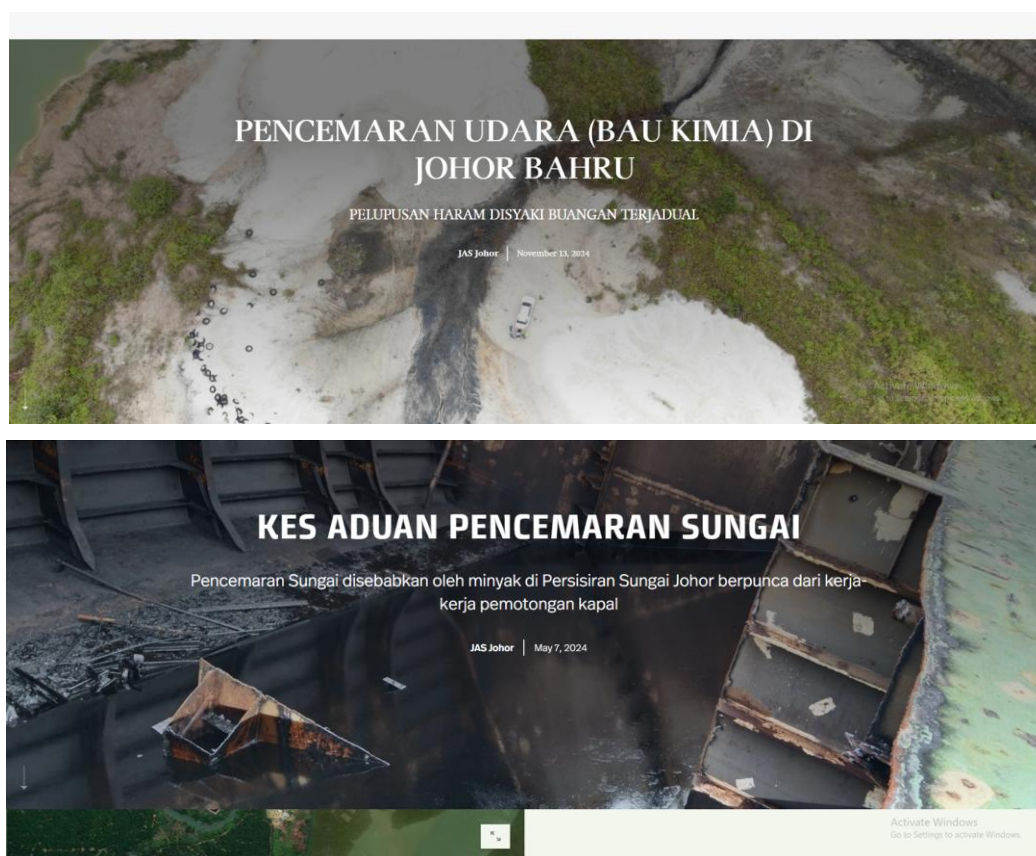 PENCEMARAN UDARA (BAU KIMIA) DI
JOHOR BAHRU
PELUPUSAN HARAM DISYAKI BUANGAN TERJADUAL
JAS Johor | November 13, 2024
Activate Windows
KES ADUAN PENCEMARAN SUNGAI
Pencemaran Sungai disebabkan oleh minyak di Persisiran Sungai Johor berpunca dari kerja-
kerja pemotongan kapal
JAS Johor | May 7, 2024
Activate Windows
Go to Settings to activate Windows.